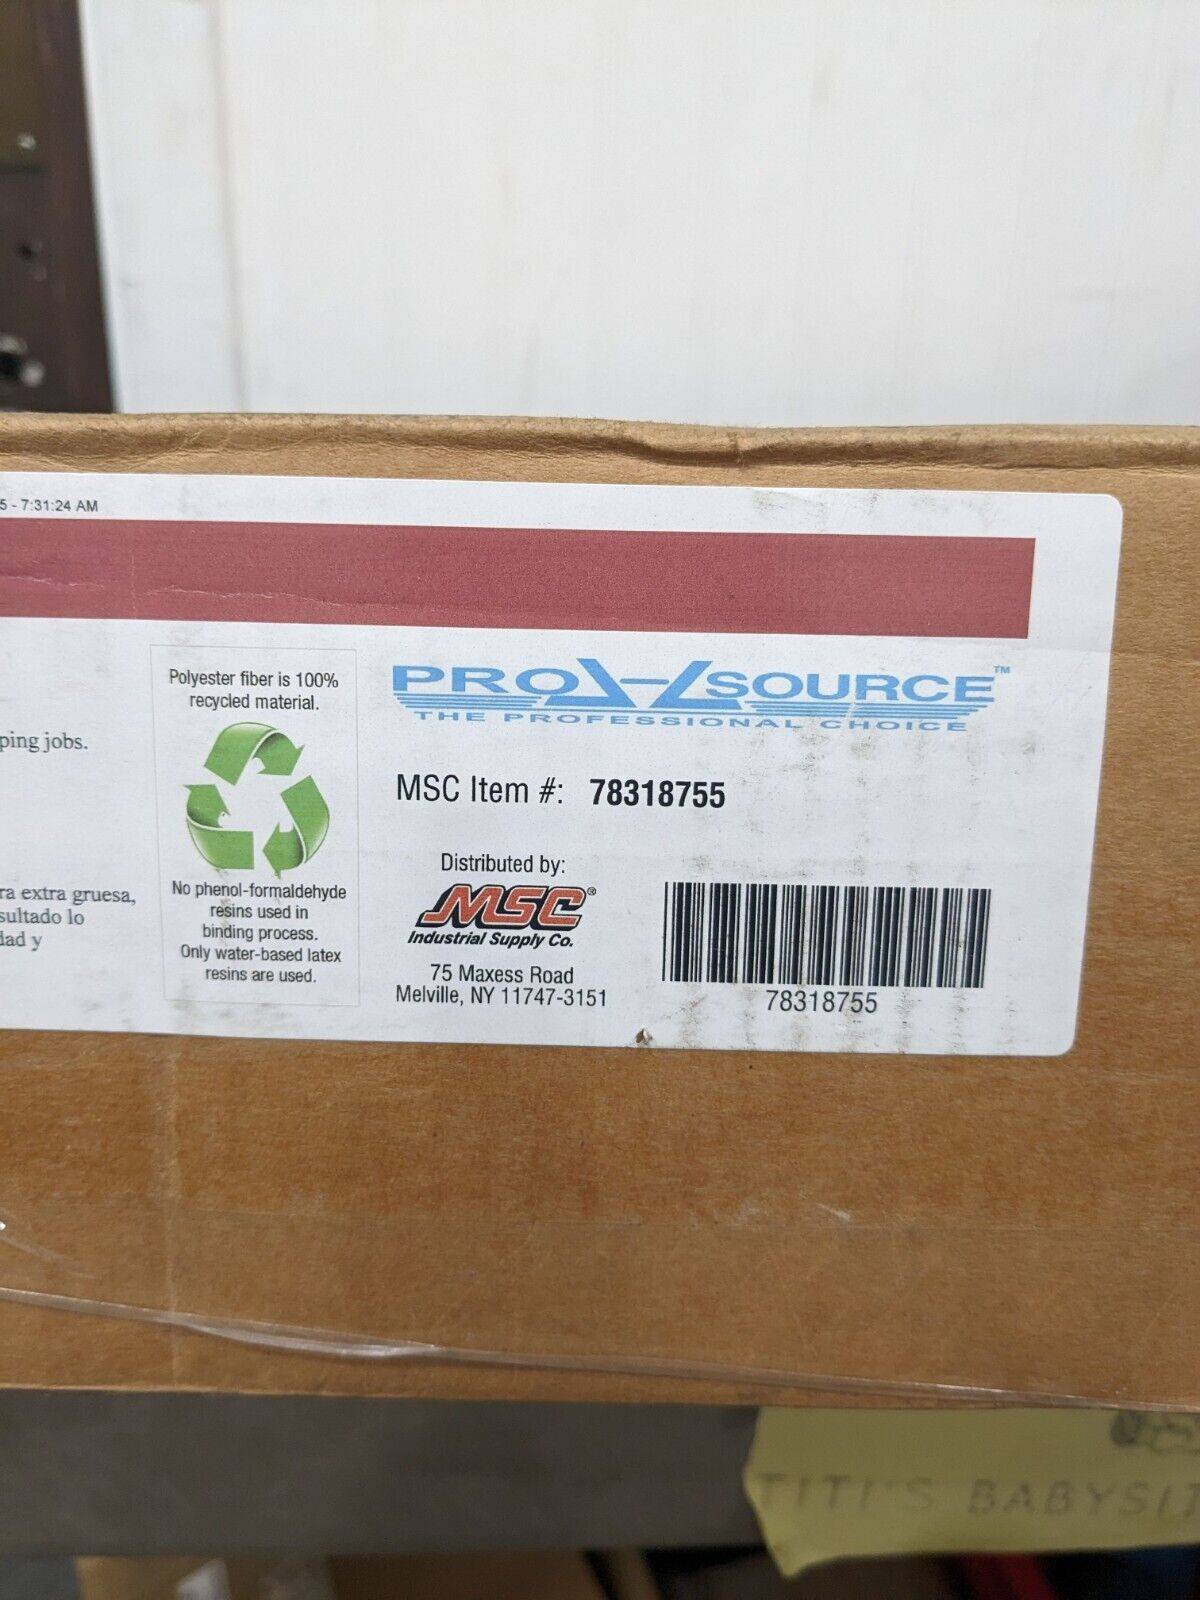 5 - 7:31:24 AM
Polyester fiber is 100%
recycled material.
ping jobs.
No phenol-formaldehyde
resins used in
binding process.
Only water-based latex
resins are used.
ra extra gruesa,
sultado lo
dad y
PRO SOURCE™
THE PROFESSIONAL CHOICE
MSC Item #: 78318755
Distributed by:
MSC®
Industrial Supply Co.
75 Maxess Road
Melville, NY 11747-3151
78318755
TITI'S BABYSI